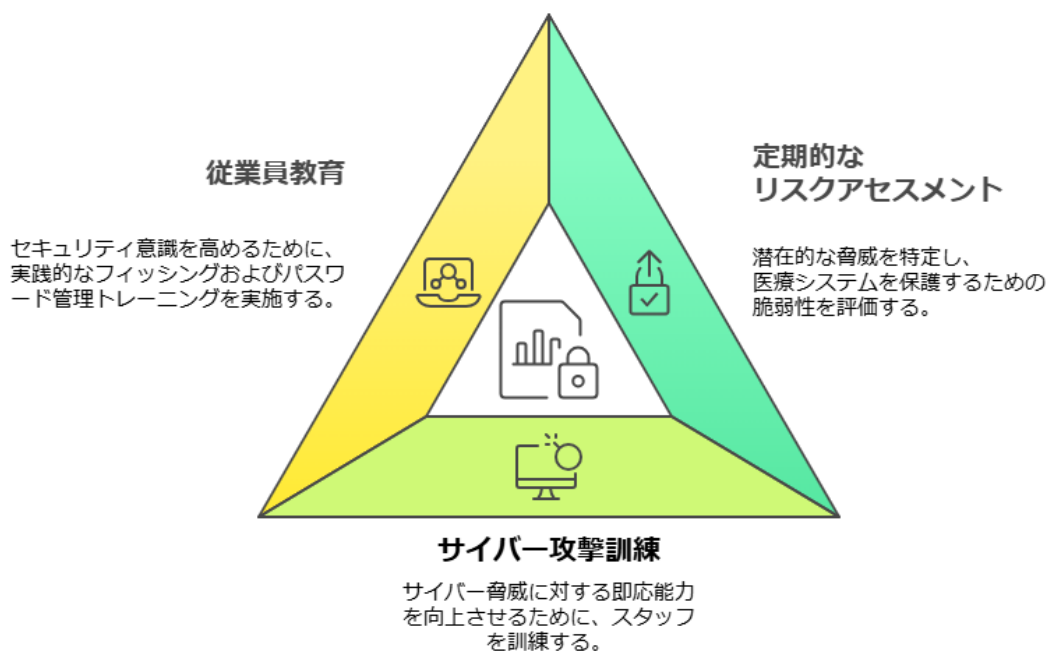 従業員教育
セキュリティ意識を高めるために、
実践的なフィッシングおよびパスワ
ード管理トレーニングを実施する。
定期的な
リスクアセスメント
潜在的な脅威を特定し、
医療システムを保護するための
脆弱性を評価する。
サイバー攻撃訓練
サイバー脅威に対する即応能力
を向上させるために、スタッフ
を訓練する。